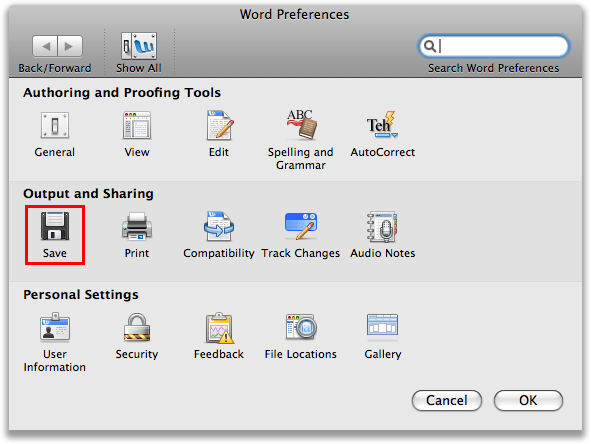 Word Preferences
Back/Forward
Show All
Search Word Preferences
Authoring and Proofing Tools
General
View
Edit
Spelling and
Grammar
AutoCorrect
ABC
Teh
Output and Sharing
Save
Print
Compatibility
Track Changes
Audio Notes
Personal Settings
User
Information
Security
Feedback
File Locations
Gallery
Cancel
OK